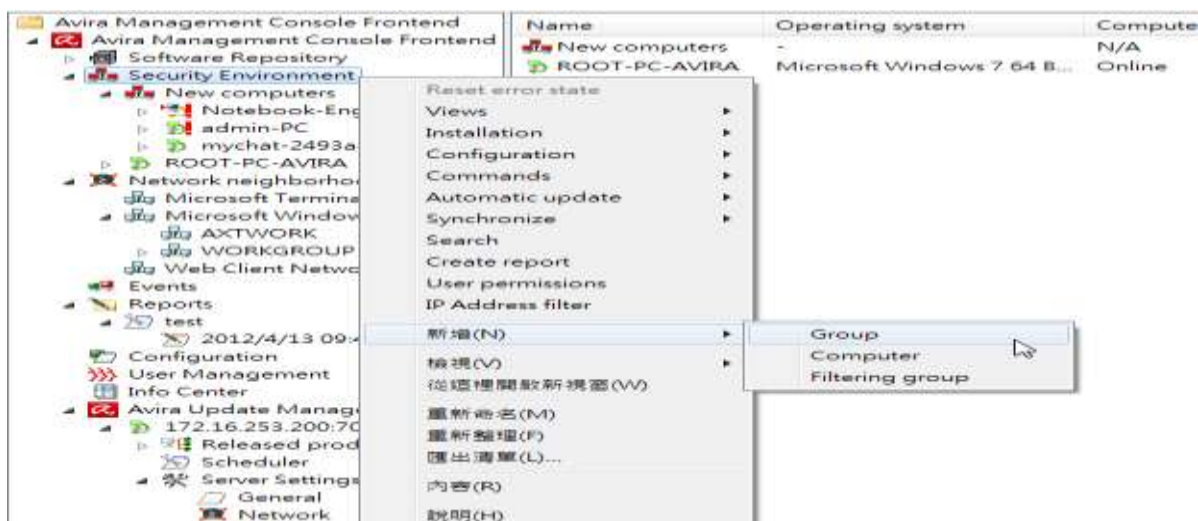 Avira Management Console Frontend
Avira Management Console Frontend
Software Repository
Security Environment
New computers
Notebook-Eng
admin-PC
mychat-2493a
ROOT-PC-AVIRA
Network neighborho
Microsoft Termina
Microsoft Window
AXTWORK
WORKGROUP
Web Client Netwo
Events
Reports
test
2012/4/13 09:4
Configuration
User Management
Info Center
Avira Update Manag
172.16.253.200:70
Released prod
Scheduler
Server Settings
General
Network
Name Operating system Compute
New computers - N/A
ROOT-PC-AVIRA Microsoft Windows 7 64 B... Online
Reset error state
Views
Installation
Configuration
Commands
Automatic update
Synchronize
Search
Create report
User permissions
IP Address filter
新增(N)
檢視(V)
從這裡開啟新視窗(W)
重新命名(M)
重新整理(F)
匯出清單(L)...
內容(R)
說明(H)
Group
Computer
Filtering group